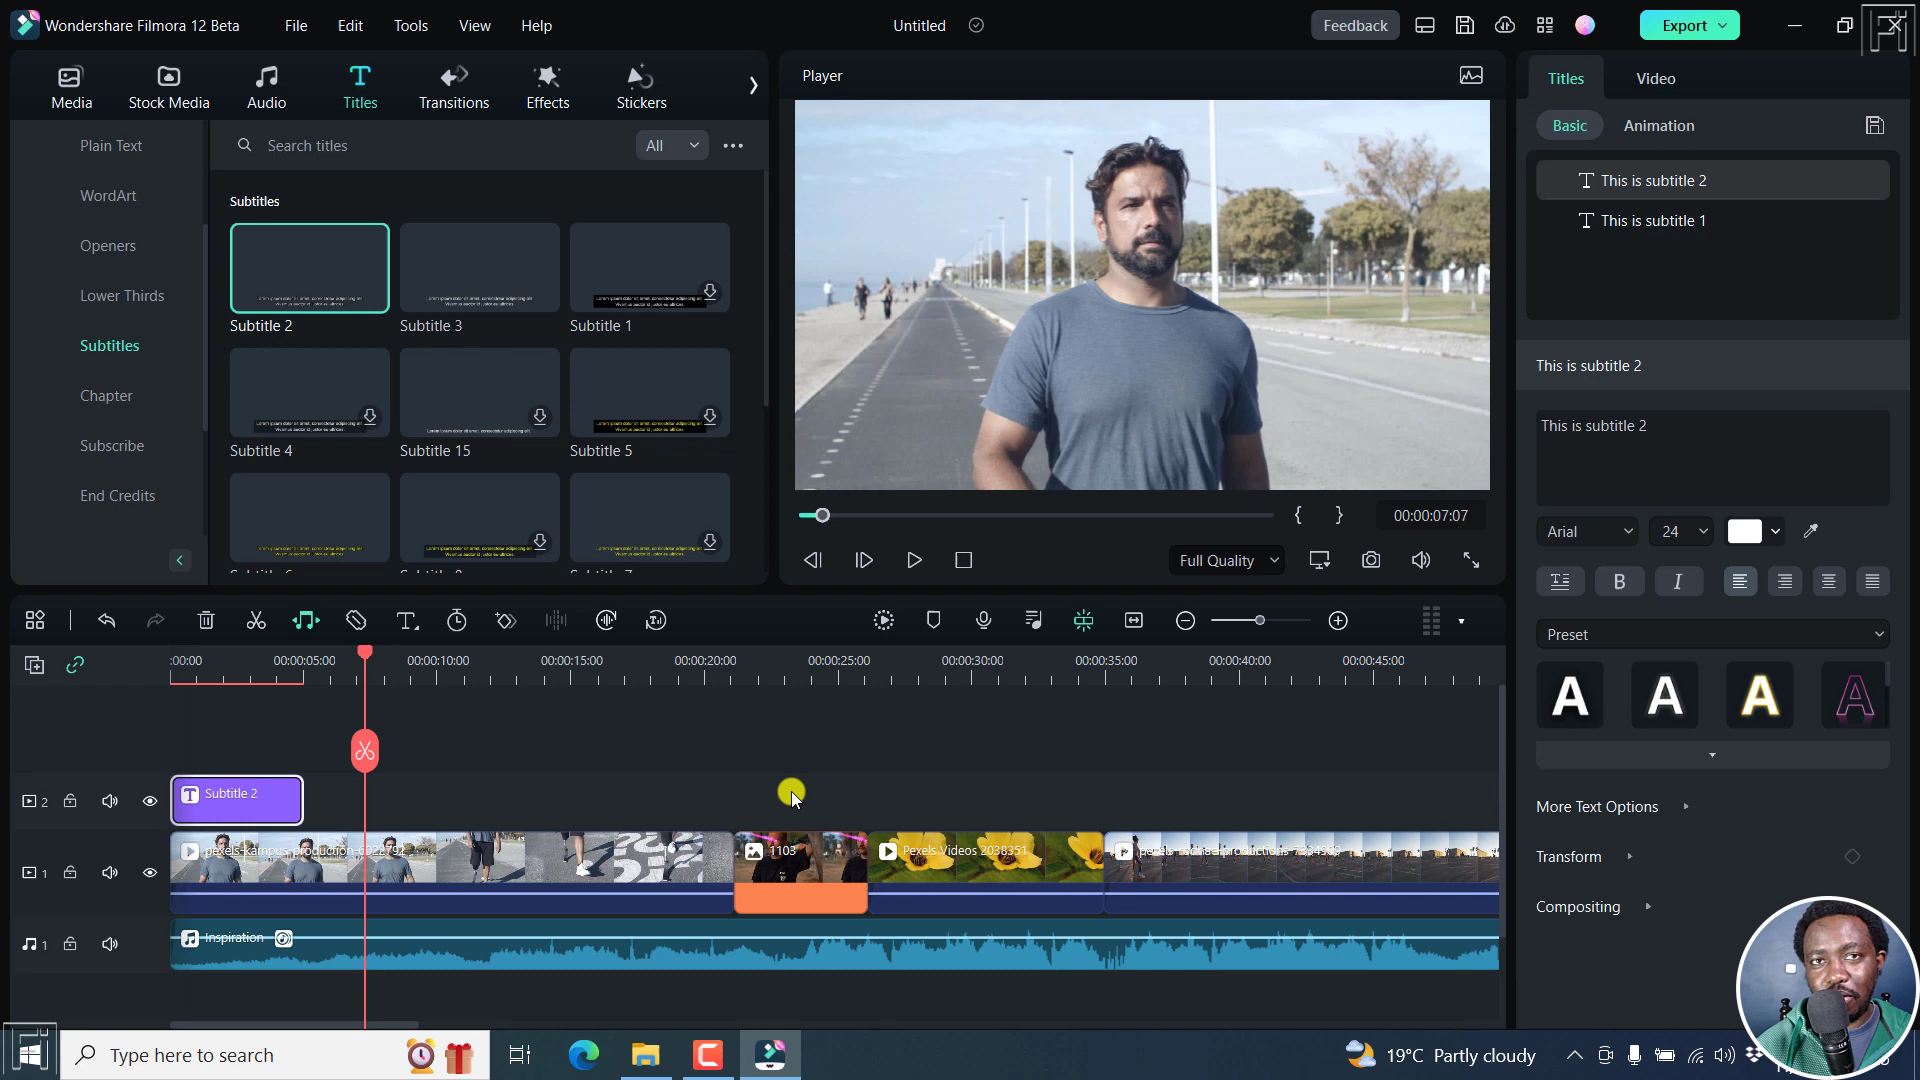 Wondershare Filmora 12 Beta
File
Edit
Tools
View
Help
Untitled
Feedback
Export
Media
Stock Media
Audio
Titles
Transitions
Effects
Stickers
Player
Titles
Video
Basic
Animation
Plain Text
WordArt
Openers
Lower Thirds
Subtitles
Chapter
Subscribe
End Credits
Search titles
All
Subtitles
Subtitle 2
Subtitle 3
Subtitle 1
Subtitle 4
Subtitle 15
Subtitle 5
00:00:07:07
Full Quality
This is subtitle 2
This is subtitle 1
This is subtitle 2
This is subtitle 2
Arial
24
B
I
Preset
A
A
A
A
More Text Options
Transform
Compositing
:00:00
00:00:05:00
00:00:10:00
00:00:15:00
00:00:20:00
00:00:25:00
00:00:30:00
00:00:35:00
00:00:40:00
00:00:45:00
2
Subtitle 2
1
1103
Pexels Videos 2038351
1
Inspiration
Type here to search
19°C Partly cloudy